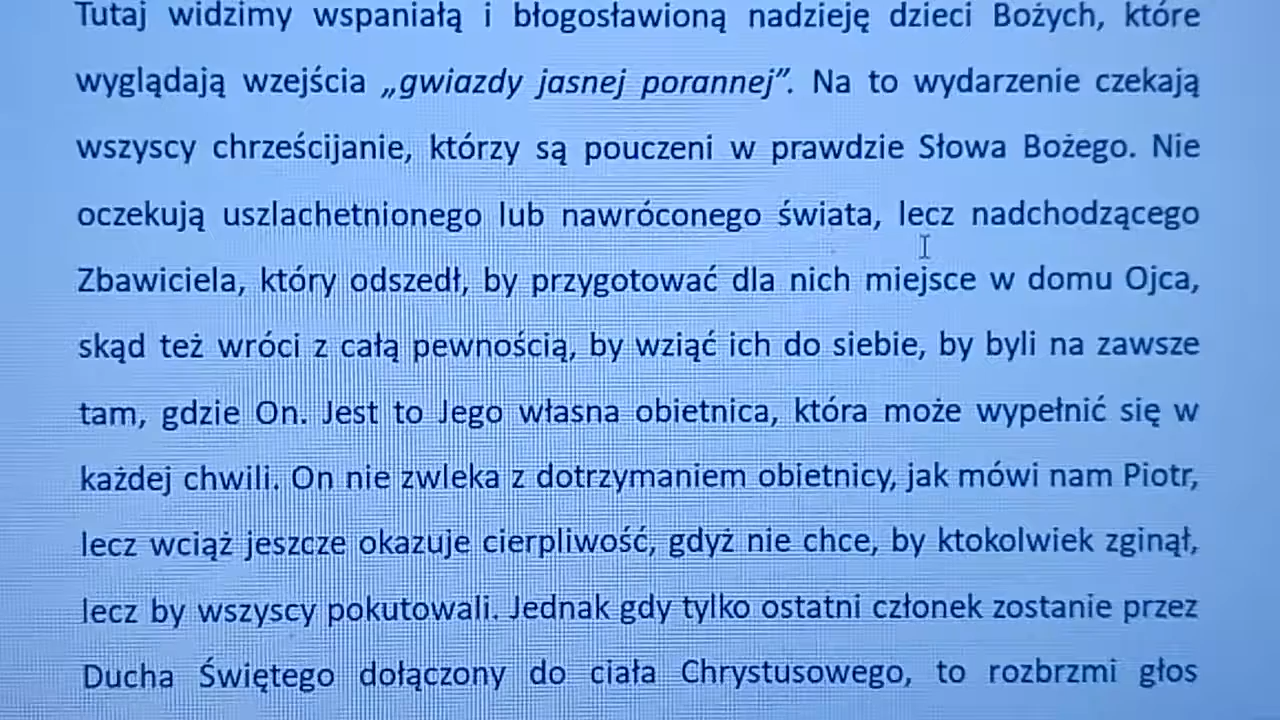 Tutaj widzimy wspaniałą i błogosławioną nadzieję dzieci Bożych, które
wyglądają wzejścia „gwiazdy jasnej porannej”. Na to wydarzenie czekają
wszyscy chrześcijanie, którzy są pouczeni w prawdzie Słowa Bożego. Nie
oczekują uszlachetnionego lub nawróconego świata, lecz nadchodzącego
Zbawiciela, który odszedł, by przygotować dla nich miejsce w domu Ojca,
skąd też wróci z całą pewnością, by wziąć ich do siebie, by byli na zawsze
tam, gdzie On. Jest to Jego własna obietnica, która może wypełnić się w
każdej chwili. On nie zwleka z dotrzymaniem obietnicy, jak mówi nam Piotr,
lecz wciąż jeszcze okazuje cierpliwość, gdyż nie chce, by ktokolwiek zginął,
lecz by wszyscy pokutowali. Jednak gdy tylko ostatni członek zostanie przez
Ducha Świętego dołączony do ciała Chrystusowego, to rozbrzmi głos